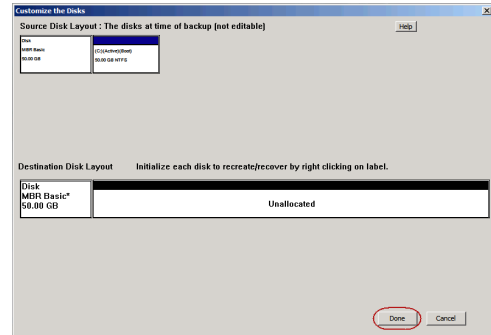 Customize the Disks
Source Disk Layout : The disks at time of backup (not editable)
Help
Disk
MBR Basic
50.00 GB
(C:)(Active)(Boot)
50.00 GB NTFS
Destination Disk Layout    Initialize each disk to recreate/recover by right clicking on label.
Disk
MBR Basic*
50.00 GB
Unallocated
Done    Cancel